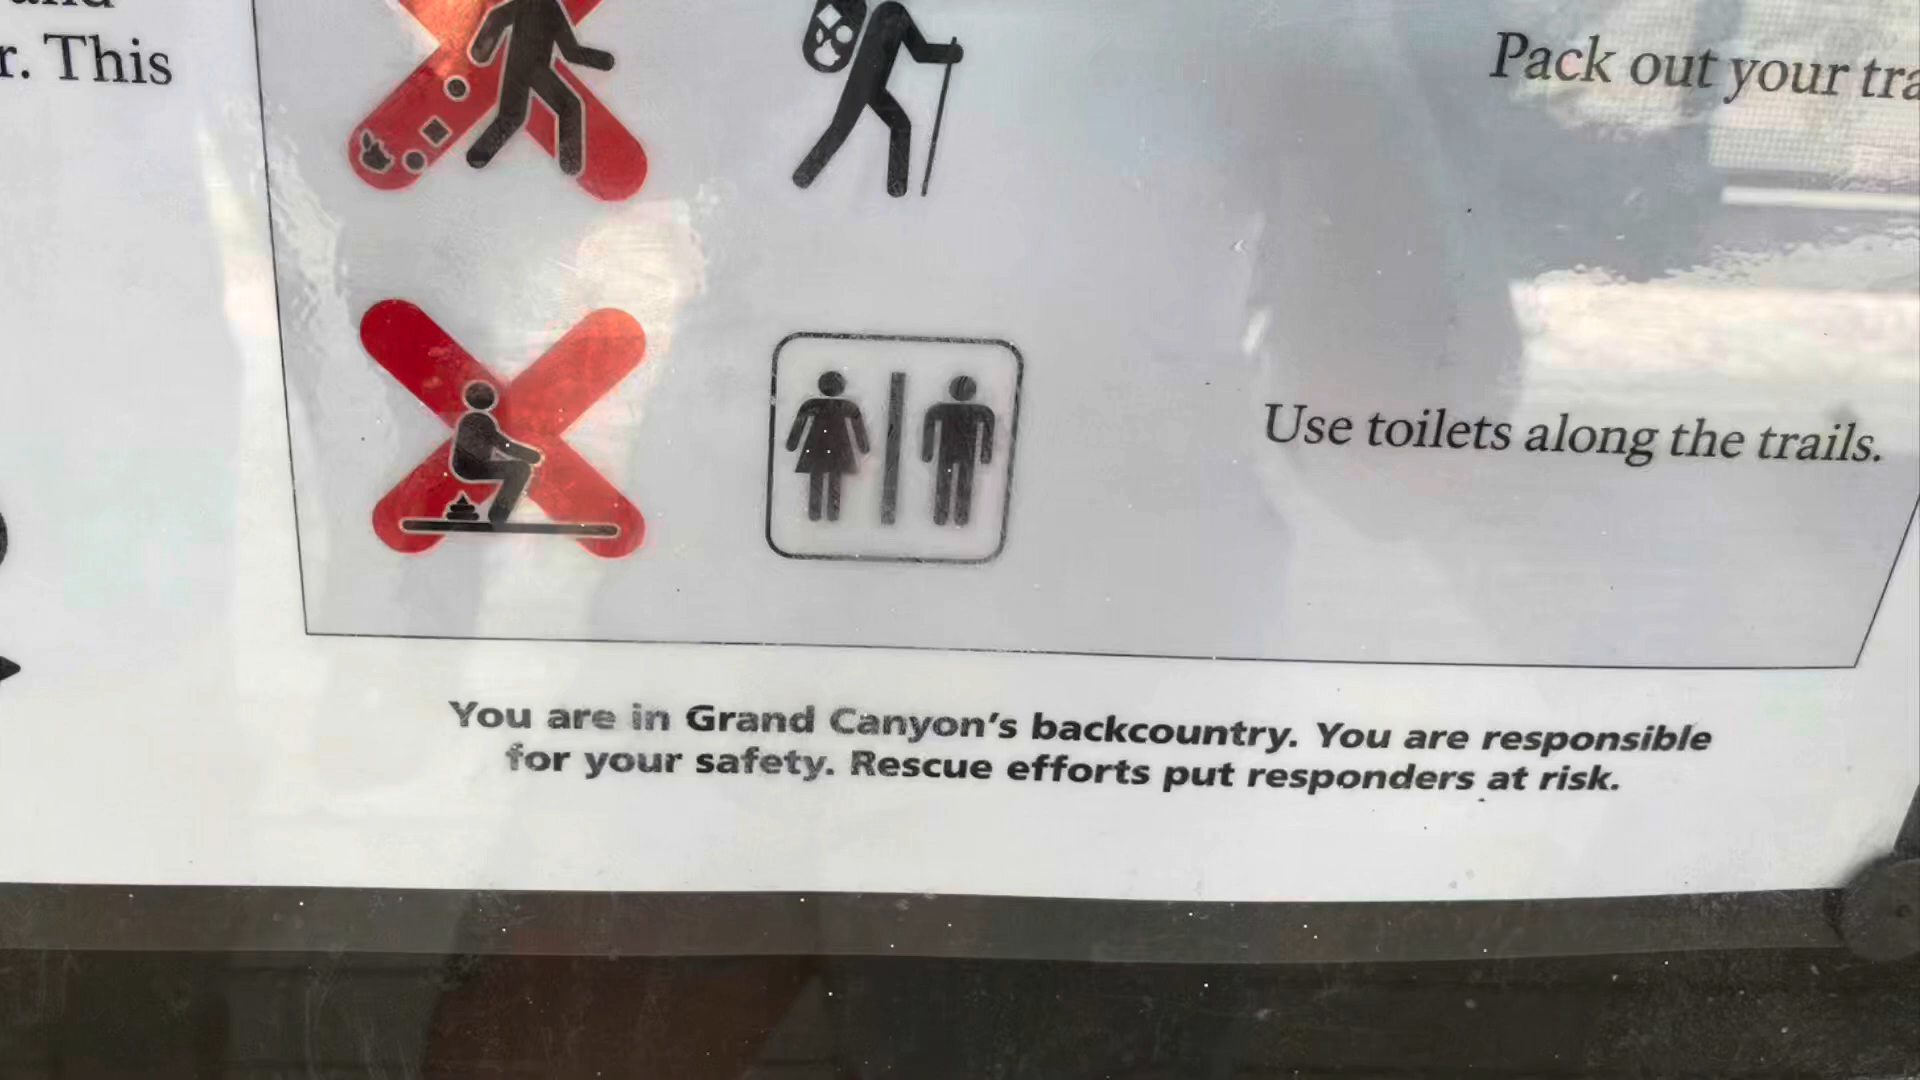 r. This
Pack out your
Use toilets along the trails.
You are in Grand Canyon's backcountry. You are responsible
for your safety. Rescue efforts put responders at risk.